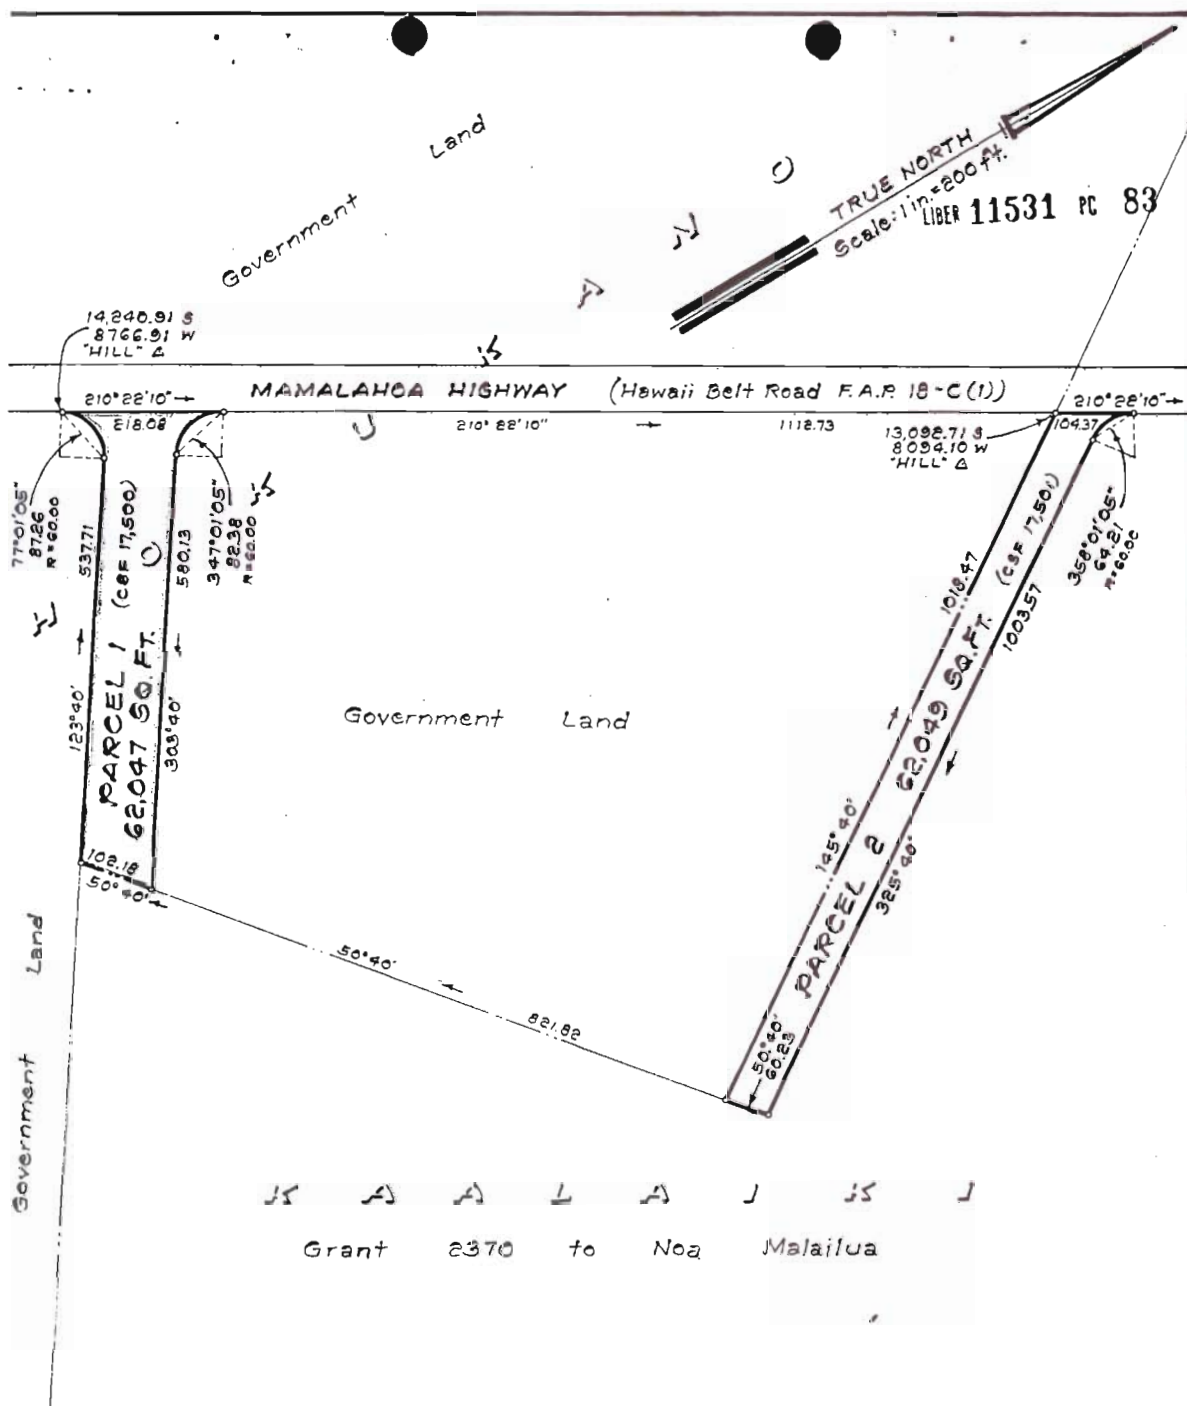 Government Land
TRUE NORTH
Scale: 1 in.=200 ft.
LIBER 11531 PG 83
14,240.91 S
8766.91 W
"HILL" Δ
210°22'10" →
218.08
MAMALAHOA HIGHWAY (Hawaii Belt Road F.A.P. 18-C(1))
210°22'10" →
1112.73
13,092.71 S
8,094.10 W
"HILL" Δ
210°22'10" →
104.37
77°01'05"
87.26
R=60.00
537.71
123°40'
PARCEL 1 (CSF 17,500)
62,047 SQ. FT.
580.13
303°40'
347°01'05"
82.38
R=60.00
102.18
50°40'
Government Land
50°40'
821.82
1018.47
145°40'
PARCEL 2 62,049 SQ. FT.
(CSF 17,501)
1003.57
325°40'
358°01'05"
64.21
R=60.00
50°40'
60.23
Government Land
K A A L A I K I
Grant 2370 to Noa Malailua